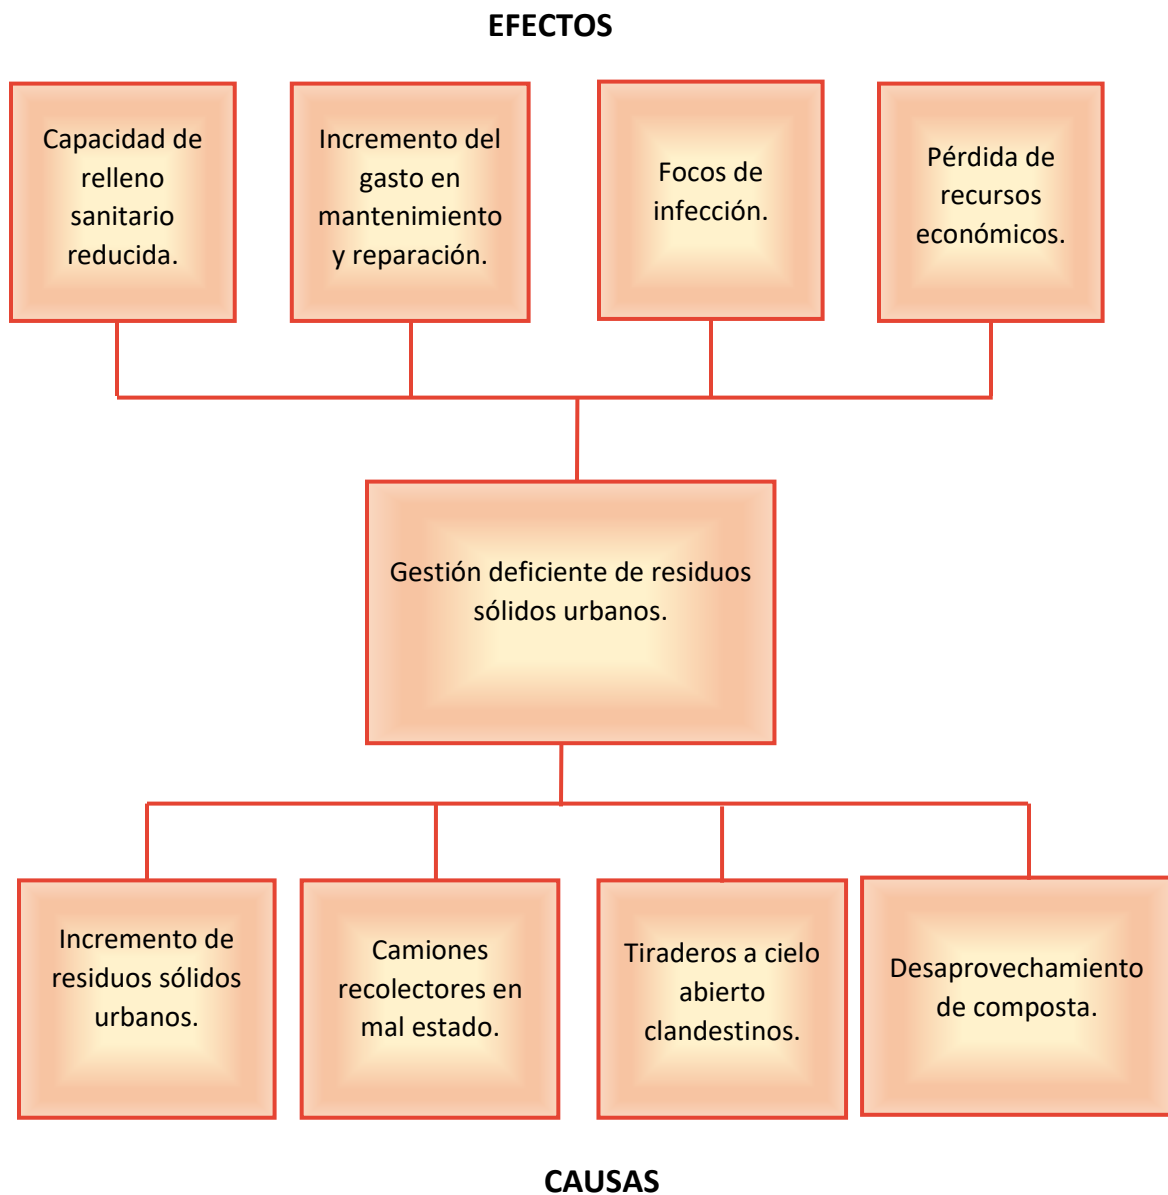 EFECTOS
Capacidad de
relleno
sanitario
reducida.
Incremento del
gasto en
mantenimiento
y reparación.
Focos de
infección.
Pérdida de
recursos
económicos.
Gestión deficiente de residuos
sólidos urbanos.
Incremento de
residuos sólidos
urbanos.
Camiones
recolectores en
mal estado.
Tiraderos a cielo
abierto
clandestinos.
Desaprovechamiento
de composta.
CAUSAS